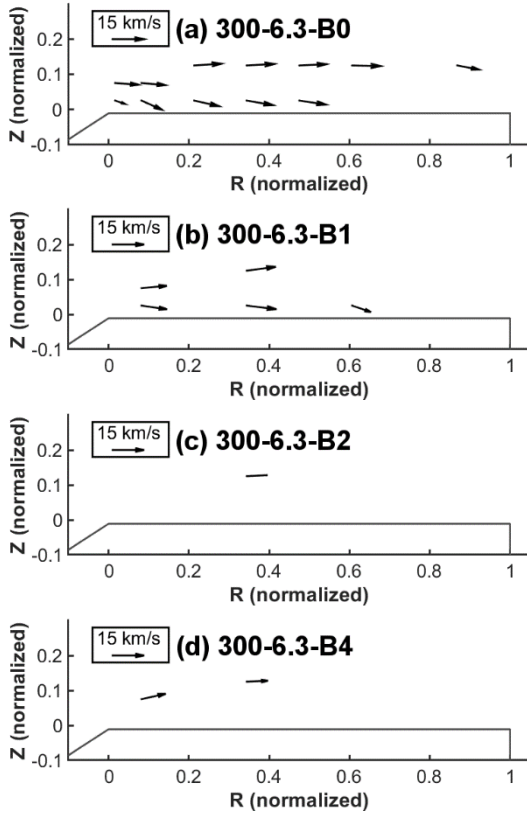 15 km/s
(a) 300-6.3-B0
Z (normalized)
0.2
0.1
0
-0.1
0 0.2 0.4 0.6 0.8 1
R (normalized)
15 km/s
(b) 300-6.3-B1
Z (normalized)
0.2
0.1
0
-0.1
0 0.2 0.4 0.6 0.8 1
R (normalized)
15 km/s
(c) 300-6.3-B2
Z (normalized)
0.2
0.1
0
-0.1
0 0.2 0.4 0.6 0.8 1
R (normalized)
15 km/s
(d) 300-6.3-B4
Z (normalized)
0.2
0.1
0
-0.1
0 0.2 0.4 0.6 0.8 1
R (normalized)